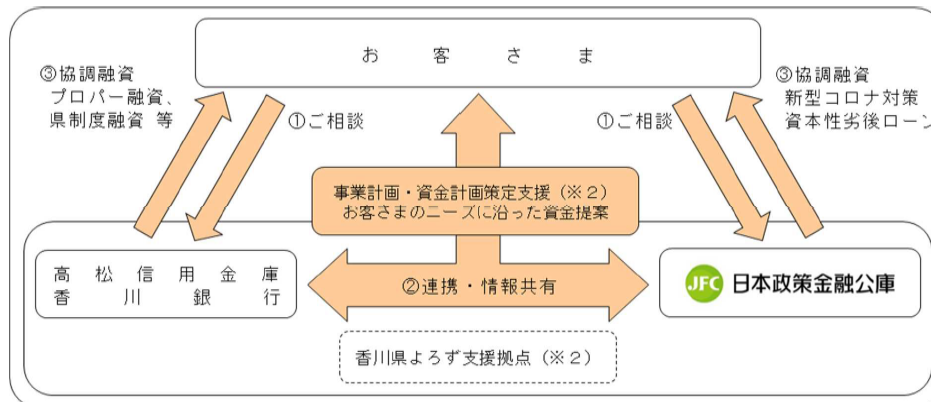 お客さま
③協調融資
プロパー融資、
県制度融資 等
①ご相談
①ご相談
③協調融資
新型コロナ対策
資本性劣後ローン
事業計画・資金計画策定支援（※２）
お客さまのニーズに沿った資金提案
高松信用金庫
香川銀行
②連携・情報共有
JFC 日本政策金融公庫
香川県よろず支援拠点（※２）